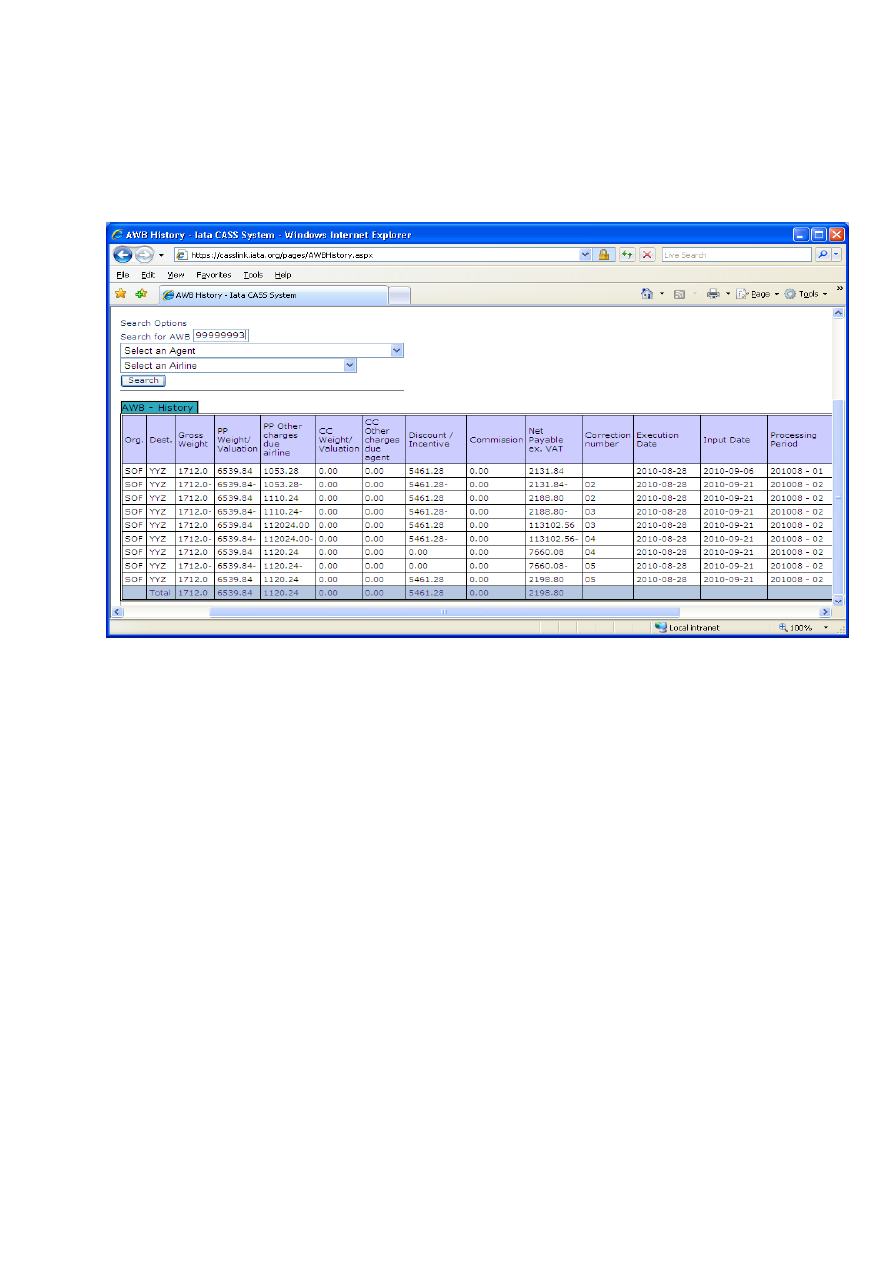 AWB History - Iata CASS System - Windows Internet Explorer
https://casslink.iata.org/pages/AWBHistory.aspx
Live Search
File Edit View Favorites Tools Help
AWB History - Iata CASS System
Page Tools
Search Options
Search for AWB 99999993
Select an Agent
Select an Airline
Search
AWB - History
Org. Dest. Gross Weight PP Weight/ Valuation PP Other charges due airline CC Weight/ Valuation CC Other charges due agent Discount / Incentive Commission Net Payable ex. VAT Correction number Execution Date Input Date Processing Period
SOF YYZ 1712.0 6539.84 1053.28 0.00 0.00 5461.28 0.00 2131.84 2010-08-28 2010-09-06 201008 - 01
SOF YYZ 1712.0- 6539.84- 1053.28- 0.00 0.00 5461.28- 0.00 2131.84- 02 2010-08-28 2010-09-21 201008 - 02
SOF YYZ 1712.0 6539.84 1110.24 0.00 0.00 5461.28 0.00 2188.80 02 2010-08-28 2010-09-21 201008 - 02
SOF YYZ 1712.0- 6539.84- 1110.24- 0.00 0.00 5461.28- 0.00 2188.80- 03 2010-08-28 2010-09-21 201008 - 02
SOF YYZ 1712.0 6539.84 112024.00 0.00 0.00 5461.28 0.00 113102.56 03 2010-08-28 2010-09-21 201008 - 02
SOF YYZ 1712.0- 6539.84- 112024.00- 0.00 0.00 5461.28- 0.00 113102.56- 04 2010-08-28 2010-09-21 201008 - 02
SOF YYZ 1712.0 6539.84 1120.24 0.00 0.00 0.00 0.00 7660.08 04 2010-08-28 2010-09-21 201008 - 02
SOF YYZ 1712.0- 6539.84- 1120.24- 0.00 0.00 0.00 0.00 7660.08- 05 2010-08-28 2010-09-21 201008 - 02
SOF YYZ 1712.0 6539.84 1120.24 0.00 0.00 5461.28 0.00 2198.80 05 2010-08-28 2010-09-21 201008 - 02
Total 1712.0 6539.84 1120.24 0.00 0.00 5461.28 0.00 2198.80
Local intranet 100%